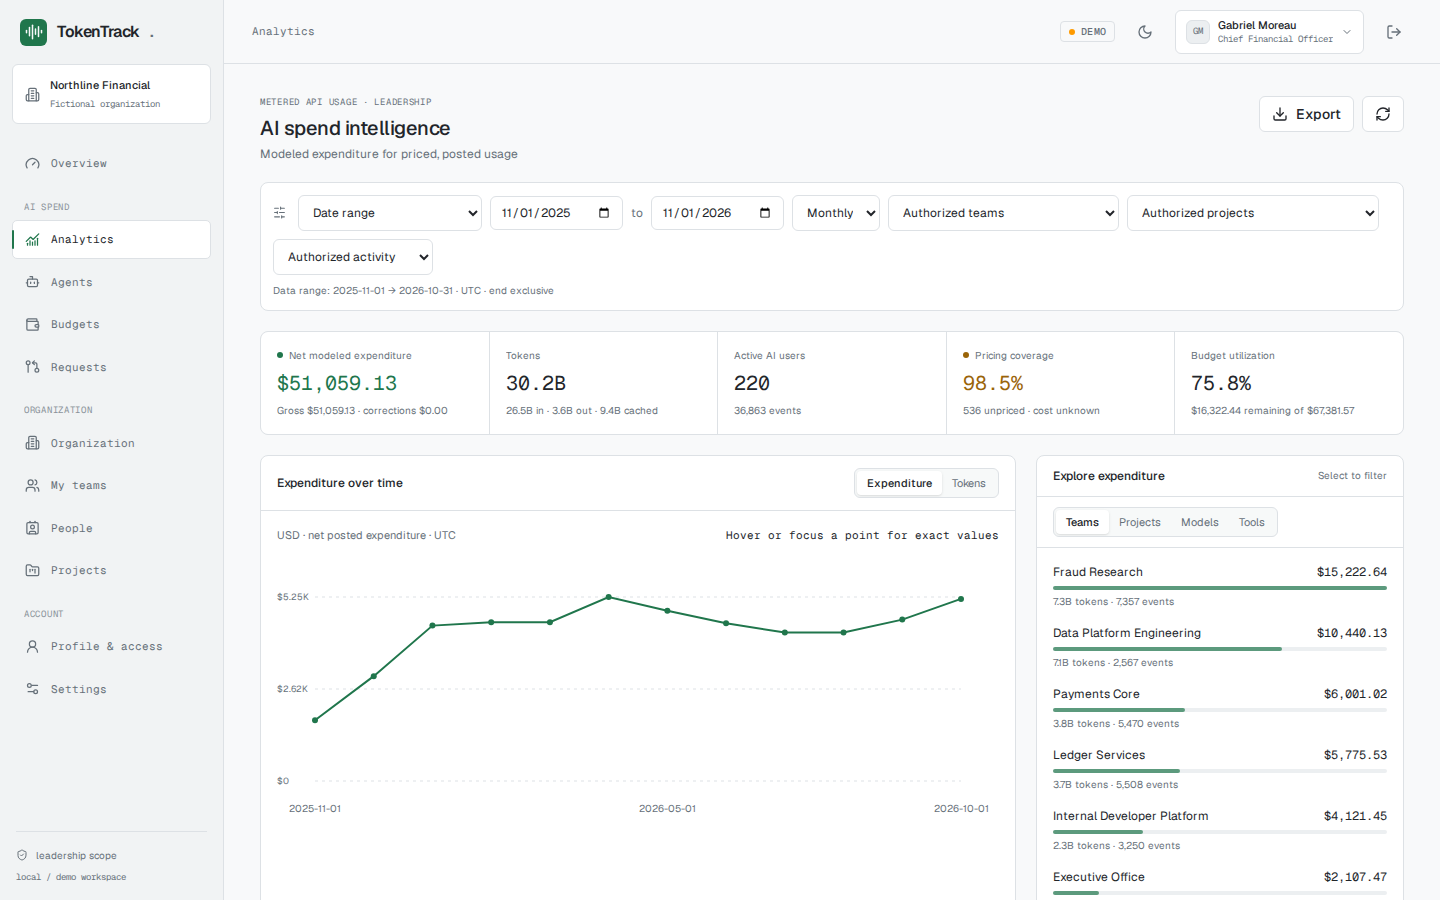 TokenTrack .
Northline Financial
Fictional organization
Overview
AI SPEND
Analytics
Agents
Budgets
Requests
ORGANIZATION
Organization
My teams
People
Projects
ACCOUNT
Profile & access
Settings
leadership scope
local / demo workspace
Analytics
DEMO
GM
Gabriel Moreau
Chief Financial Officer
METERED API USAGE · LEADERSHIP
AI spend intelligence
Modeled expenditure for priced, posted usage
Export
Date range
11/01/2025
to
11/01/2026
Monthly
Authorized teams
Authorized projects
Authorized activity
Data range: 2025-11-01 → 2026-10-31 · UTC · end exclusive
Net modeled expenditure
$51,059.13
Gross $51,059.13 · corrections $0.00
Tokens
30.2B
26.5B in · 3.6B out · 9.4B cached
Active AI users
220
36,863 events
Pricing coverage
98.5%
536 unpriced · cost unknown
Budget utilization
75.8%
$16,322.44 remaining of $67,381.57
Expenditure over time
Expenditure
Tokens
USD · net posted expenditure · UTC
Hover or focus a point for exact values
$5.25K
$2.62K
$0
2025-11-01
2026-05-01
2026-10-01
Explore expenditure
Select to filter
Teams
Projects
Models
Tools
Fraud Research
$15,222.64
7.3B tokens · 7,357 events
Data Platform Engineering
$10,440.13
7.1B tokens · 2,567 events
Payments Core
$6,001.02
3.8B tokens · 5,470 events
Ledger Services
$5,775.53
3.7B tokens · 5,508 events
Internal Developer Platform
$4,121.45
2.3B tokens · 3,250 events
Executive Office
$2,107.47